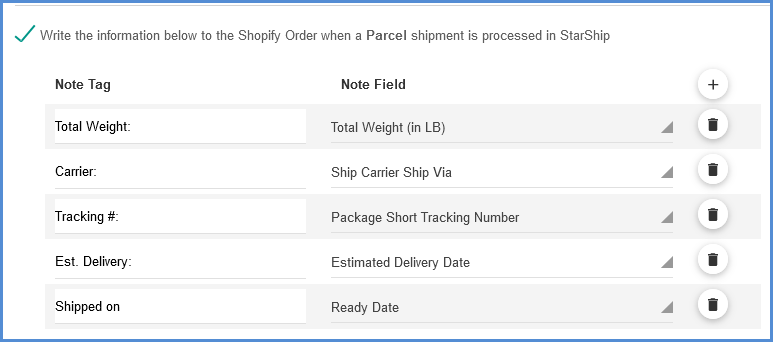 Write the information below to the Shopify Order when a Parcel shipment is processed in StarShip
Note Tag Note Field
Total Weight: Total Weight (in LB)
Carrier: Ship Carrier Ship Via
Tracking #: Package Short Tracking Number
Est. Delivery: Estimated Delivery Date
Shipped on Ready Date